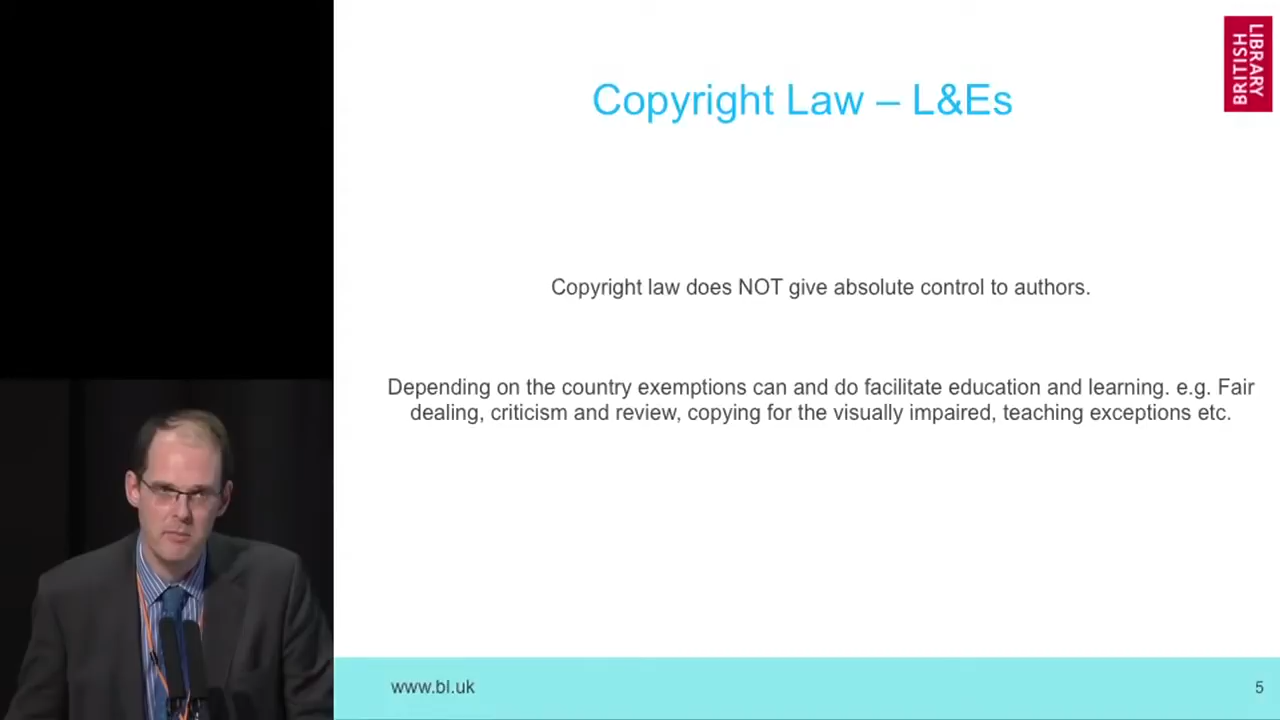 Copyright Law – L&Es
LIBRARY
BRITISH
Copyright law does NOT give absolute control to authors.
Depending on the country exemptions can and do facilitate education and learning. e.g. Fair
dealing, criticism and review, copying for the visually impaired, teaching exceptions etc.
www.bl.uk
5